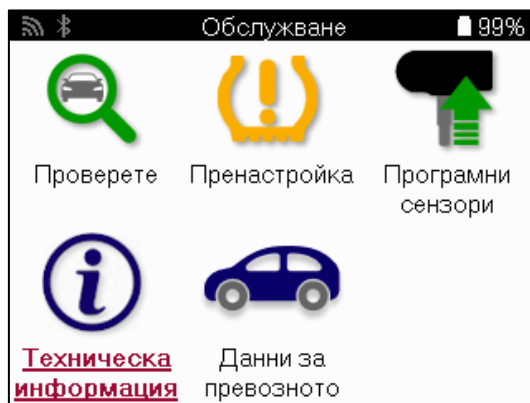 Обслужване 99%
Проверете
Пренастройка
Програмни
сензори
Техническа
информация
Данни за
превозното